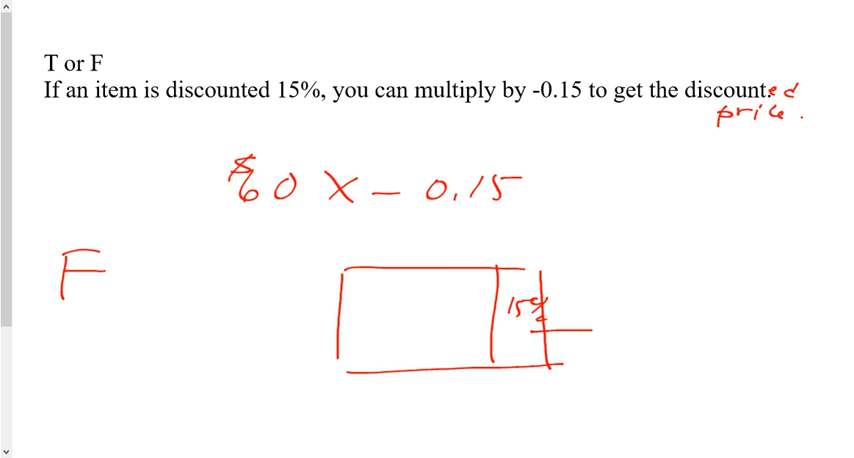 T or F
If an item is discounted 15%, you can multiply by -0.15 to get the discounted
price.
$60 X - 0.15
F
15%